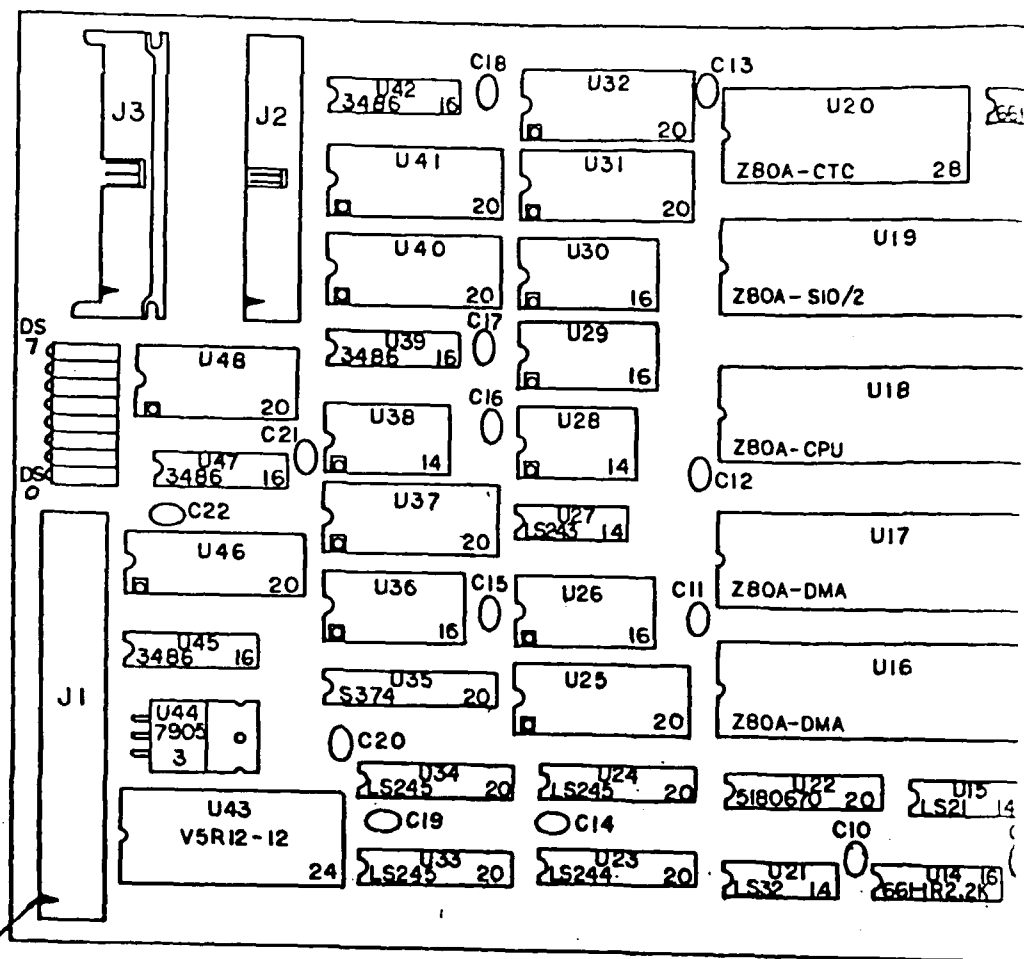 J3
J2
U42
3486 16
C18
U32
20
C13
U20
Z80A-CTC 28
U41
20
U31
20
U40
20
U30
16
U19
Z80A-SIO/2
DS
7
U48
20
U39
3486 16
C17
U29
16
U18
Z80A-CPU
C16
C21
U38
14
U28
14
DS
0
U47
3486 16
C12
C22
U37
20
U27
LS243 14
U17
Z80A-DMA
U46
20
U36
16
C15
U26
16
C11
U45
3486 16
U35
S374 20
U25
20
U16
Z80A-DMA
J1
U44
7905
3
C20
U34
LS245 20
U24
LS245 20
U22
5180670 20
U15
LS21 14
U43
V5R12-12
24
C19
C14
C10
U33
LS245 20
U23
LS244 20
U21
LS32 14
U14 16
66HR2.2K